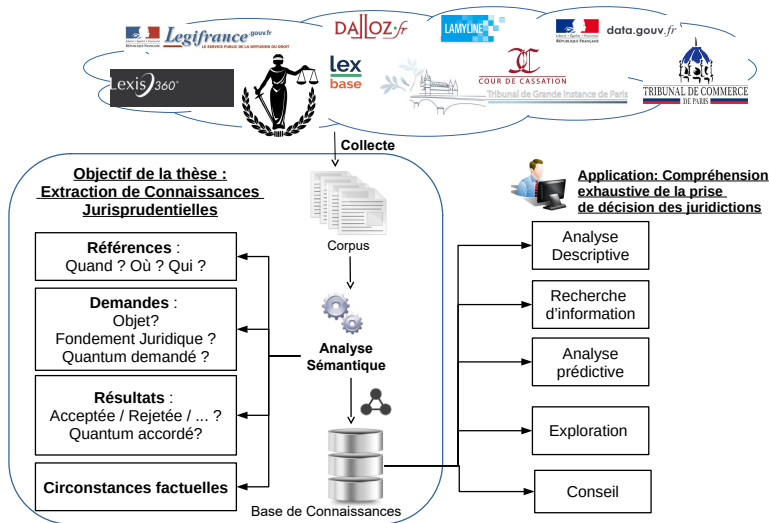 Legifrance.gouv.fr
LE SERVICE PUBLIC DE LA DIFFUSION DU DROIT
RÉPUBLIQUE FRANÇAISE
DALLOZ.fr
LAMYLINE
RÉPUBLIQUE FRANÇAISE
data.gouv.fr
Lexis 360°
lex
base
COUR DE CASSATION
Tribunal de Grande Instance de Paris
TRIBUNAL DE COMMERCE
DE PARIS
Collecte
Objectif de la thèse :
Extraction de Connaissances
Jurisprudentielles
Corpus
Application: Compréhension
exhaustive de la prise
de décision des juridictions
Références :
Quand ? Où ? Qui ?
Demandes :
Objet?
Fondement Juridique ?
Quantum demandé ?
Résultats :
Acceptée / Rejetée / ... ?
Quantum accordé?
Circonstances factuelles
Analyse
Sémantique
Base de Connaissances
Analyse
Descriptive
Recherche
d'information
Analyse
prédictive
Exploration
Conseil